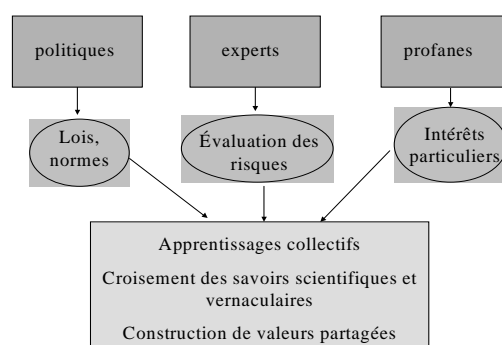 politiques
experts
profanes
Lois,
normes
Évaluation des
risques
Intérêts
particuliers
Apprentissages collectifs
Croisement des savoirs scientifiques et
vernaculaires
Construction de valeurs partagées